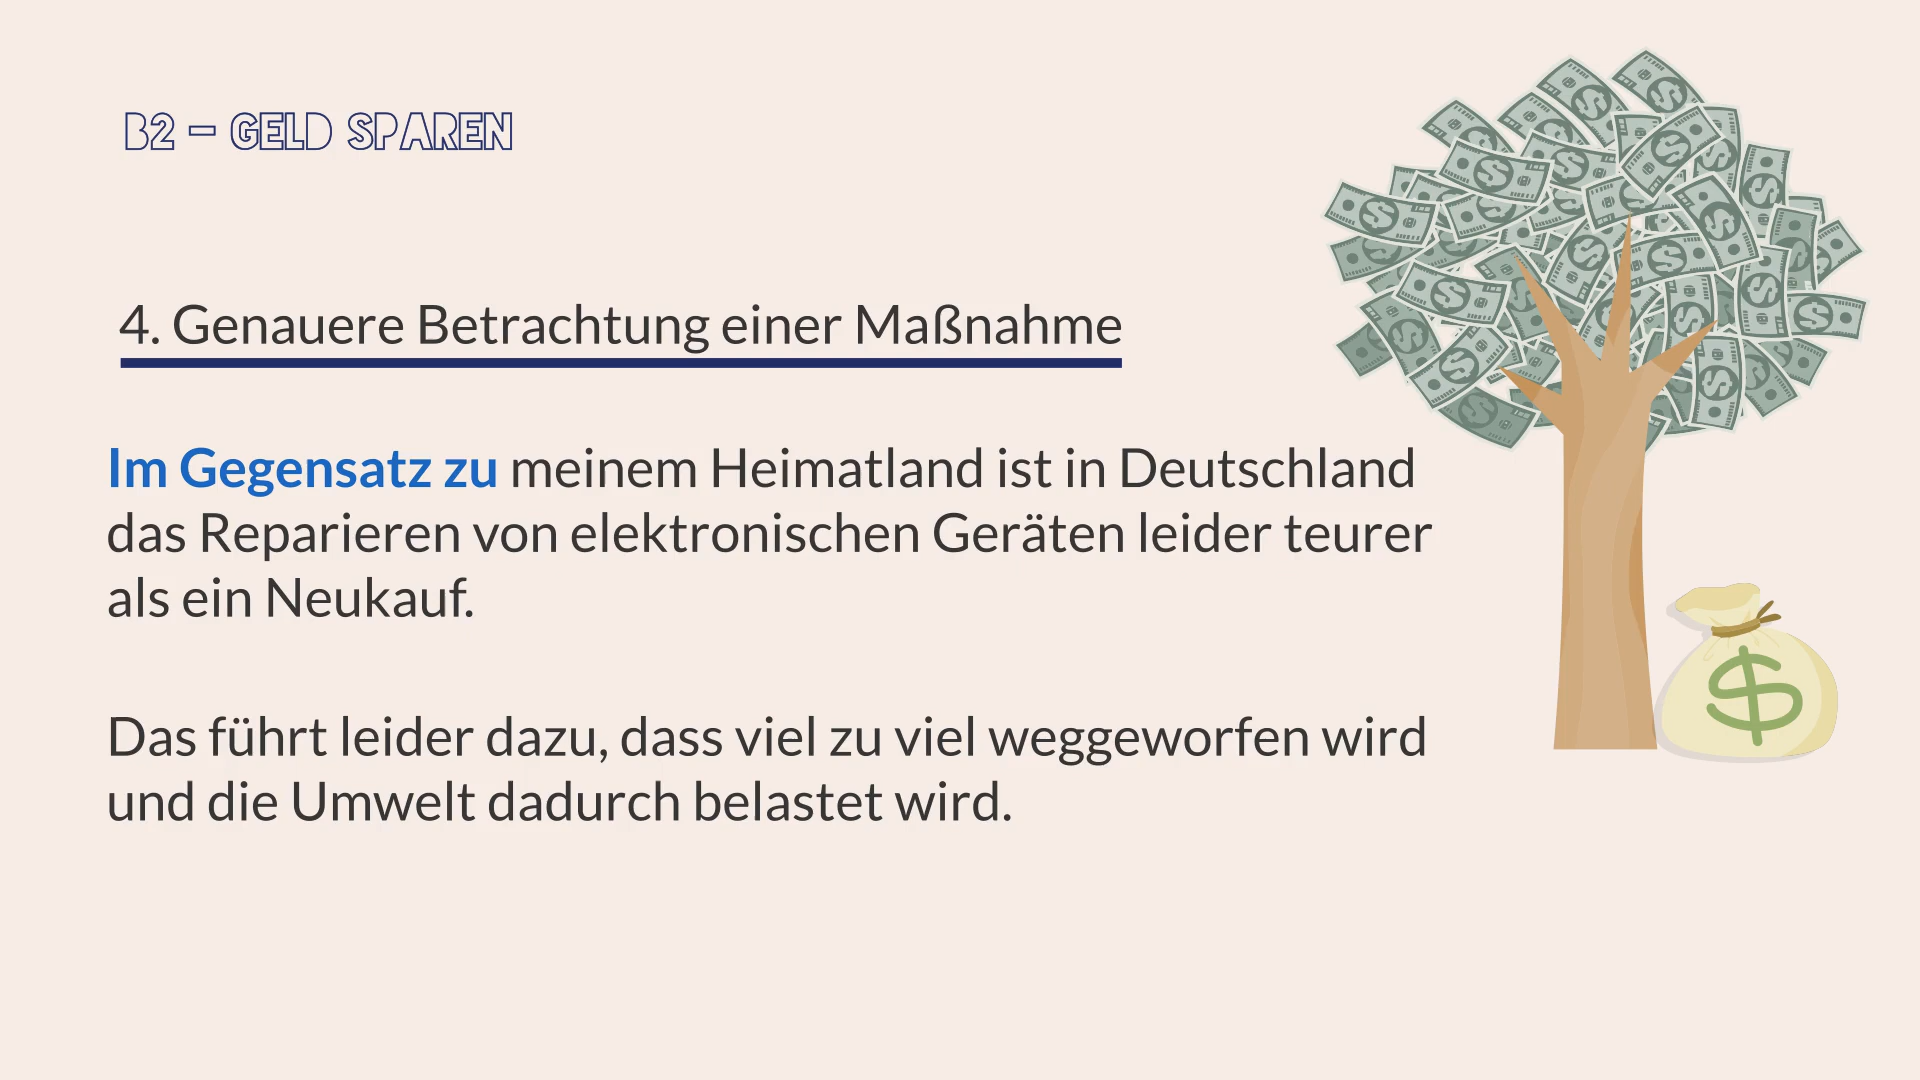 B2 – GELD SPAREN
4. Genauere Betrachtung einer Maßnahme
Im Gegensatz zu meinem Heimatland ist in Deutschland
das Reparieren von elektronischen Geräten leider teurer
als ein Neukauf.
Das führt leider dazu, dass viel zu viel weggeworfen wird
und die Umwelt dadurch belastet wird.